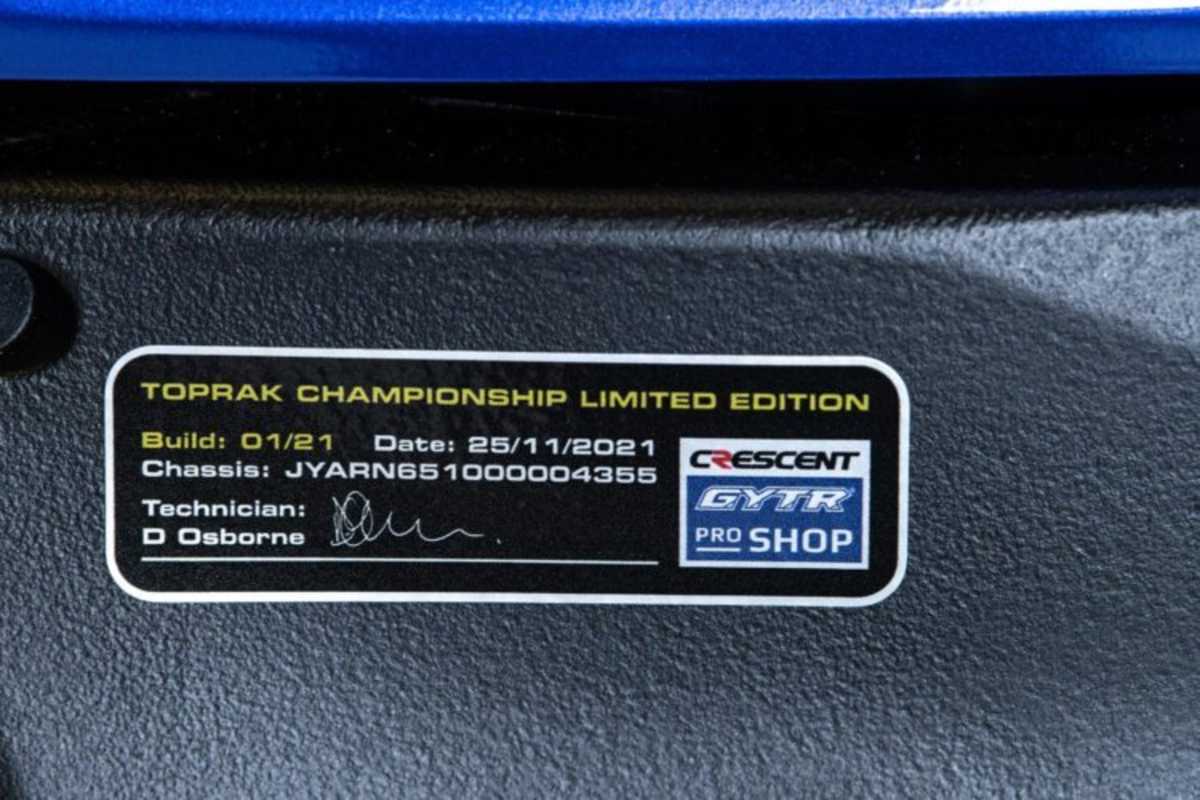 TOPRAK CHAMPIONSHIP LIMITED EDITION
Build: 01/21 Date: 25/11/2021
Chassis: JYARN651000004355
Technician:
D Osborne
CRESCENT
GYTR
PRO SHOP